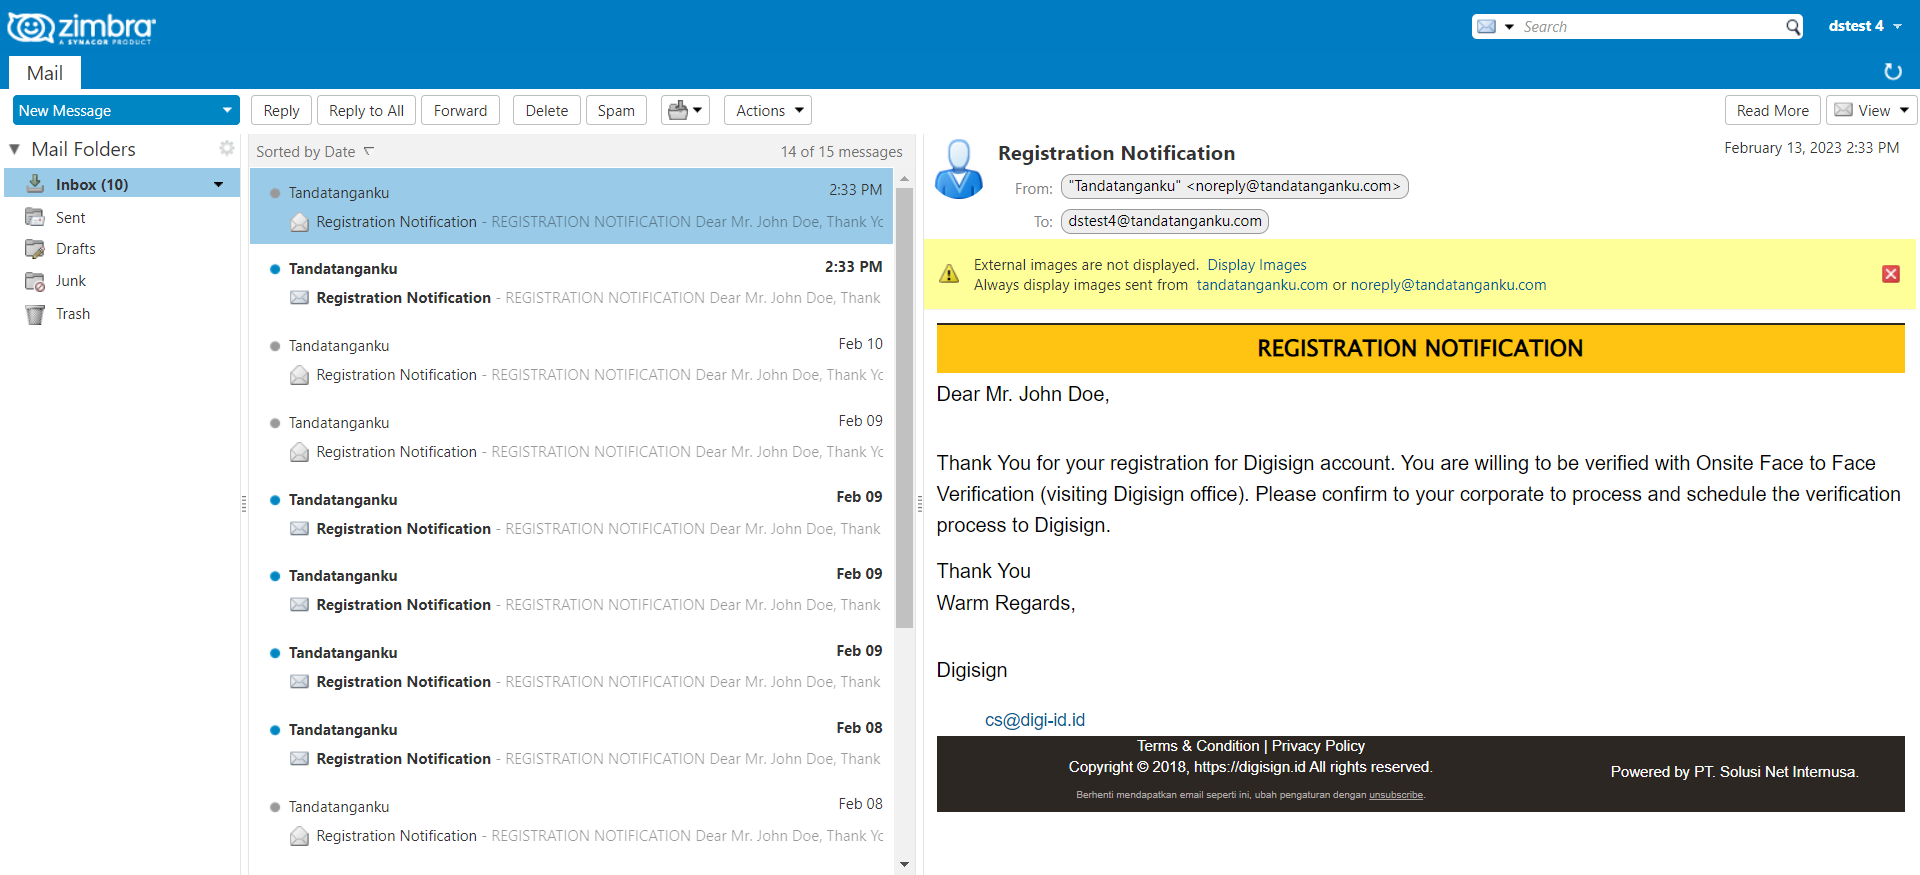 zimbra
A SYNACOR PRODUCT
Search
dstest 4
Mail
New Message
Reply
Reply to All
Forward
Delete
Spam
Actions
Read More
View
Mail Folders
Inbox (10)
Sent
Drafts
Junk
Trash
Sorted by Date
14 of 15 messages
Tandatanganku 2:33 PM
Registration Notification - REGISTRATION NOTIFICATION Dear Mr. John Doe, Thank Yo
Tandatanganku 2:33 PM
Registration Notification - REGISTRATION NOTIFICATION Dear Mr. John Doe, Thank
Tandatanganku Feb 10
Registration Notification - REGISTRATION NOTIFICATION Dear Mr. John Doe, Thank Yo
Tandatanganku Feb 09
Registration Notification - REGISTRATION NOTIFICATION Dear Mr. John Doe, Thank Yo
Tandatanganku Feb 09
Registration Notification - REGISTRATION NOTIFICATION Dear Mr. John Doe, Thank
Tandatanganku Feb 09
Registration Notification - REGISTRATION NOTIFICATION Dear Mr. John Doe, Thank
Tandatanganku Feb 09
Registration Notification - REGISTRATION NOTIFICATION Dear Mr. John Doe, Thank
Tandatanganku Feb 08
Registration Notification - REGISTRATION NOTIFICATION Dear Mr. John Doe, Thank
Tandatanganku Feb 08
Registration Notification - REGISTRATION NOTIFICATION Dear Mr. John Doe, Thank Yo
Registration Notification
February 13, 2023 2:33 PM
From: "Tandatanganku" <noreply@tandatanganku.com>
To: dstest4@tandatanganku.com
External images are not displayed. Display Images
Always display images sent from tandatanganku.com or noreply@tandatanganku.com
REGISTRATION NOTIFICATION
Dear Mr. John Doe,
Thank You for your registration for Digisign account. You are willing to be verified with Onsite Face to Face
Verification (visiting Digisign office). Please confirm to your corporate to process and schedule the verification
process to Digisign.
Thank You
Warm Regards,
Digisign
cs@digi-id.id
Terms & Condition | Privacy Policy
Copyright © 2018, https://digisign.id All rights reserved.
Berhenti mendapatkan email seperti ini, ubah pengaturan dengan unsubscribe.
Powered by PT. Solusi Net Internusa.